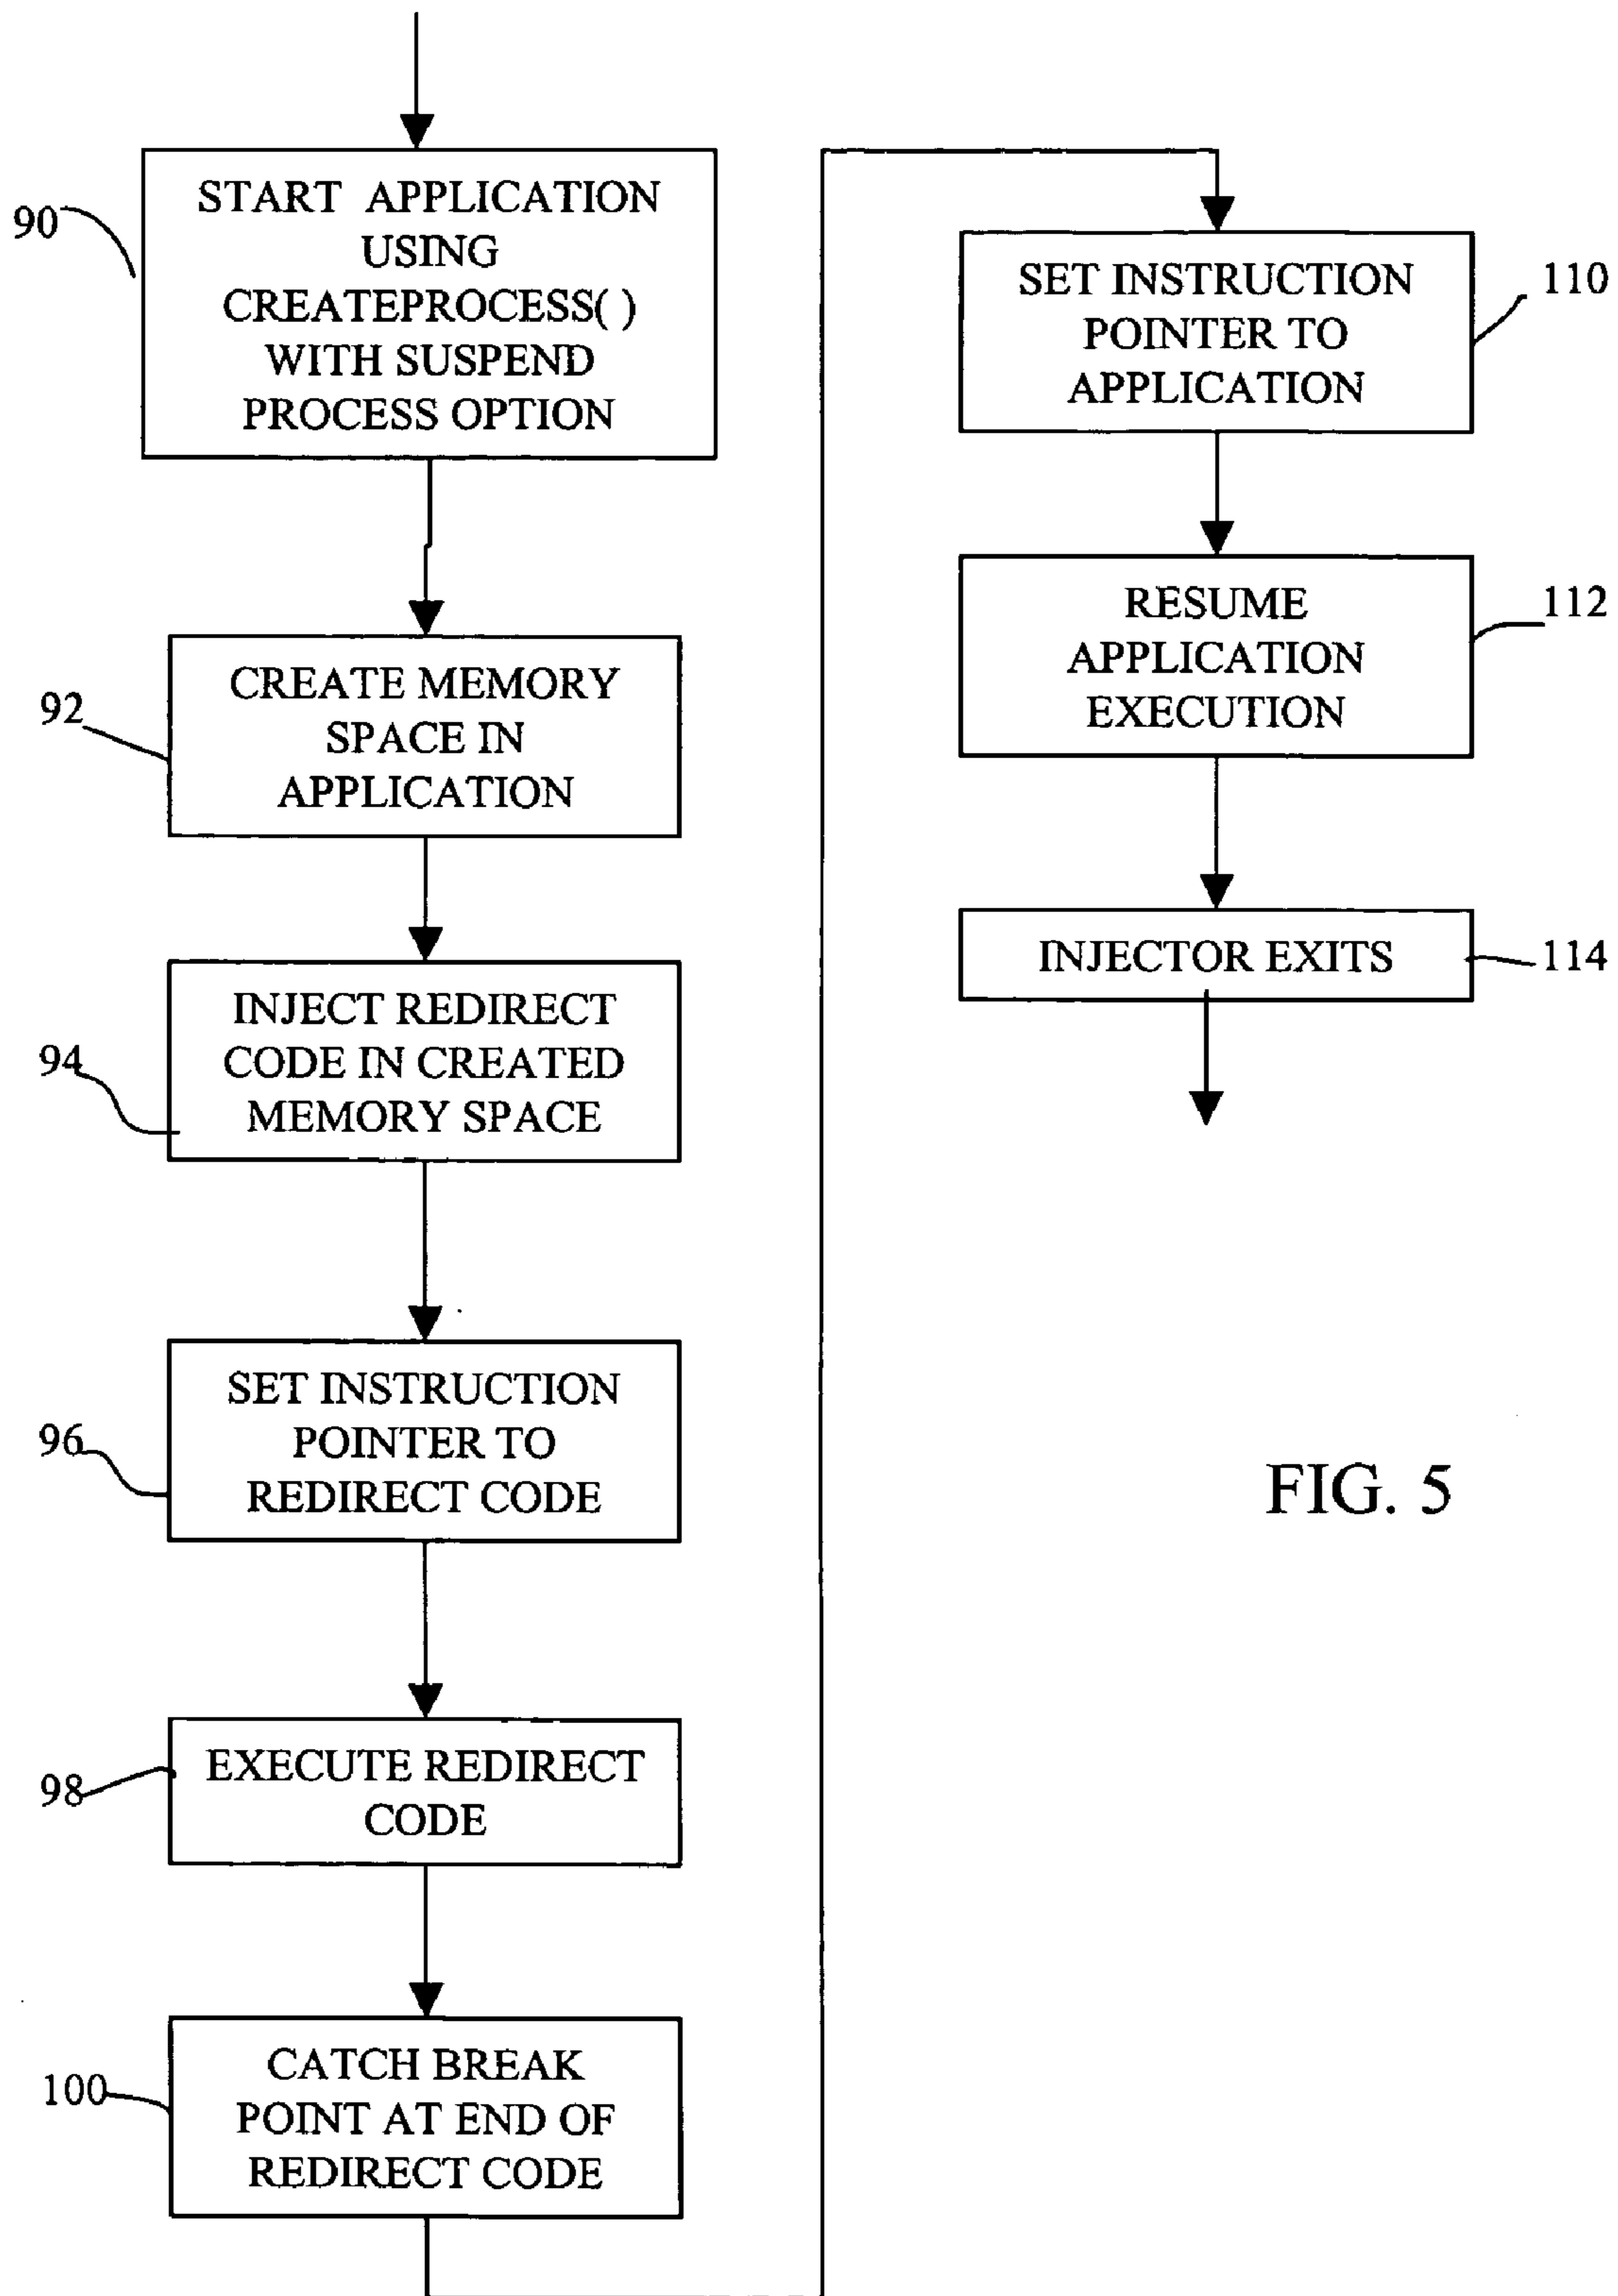 90
START APPLICATION
USING
CREATEPROCESS( )
WITH SUSPEND
PROCESS OPTION
92
CREATE MEMORY
SPACE IN
APPLICATION
94
INJECT REDIRECT
CODE IN CREATED
MEMORY SPACE
96
SET INSTRUCTION
POINTER TO
REDIRECT CODE
98
EXECUTE REDIRECT
CODE
100
CATCH BREAK
POINT AT END OF
REDIRECT CODE
SET INSTRUCTION
POINTER TO
APPLICATION
110
RESUME
APPLICATION
EXECUTION
112
INJECTOR EXITS
114
FIG. 5